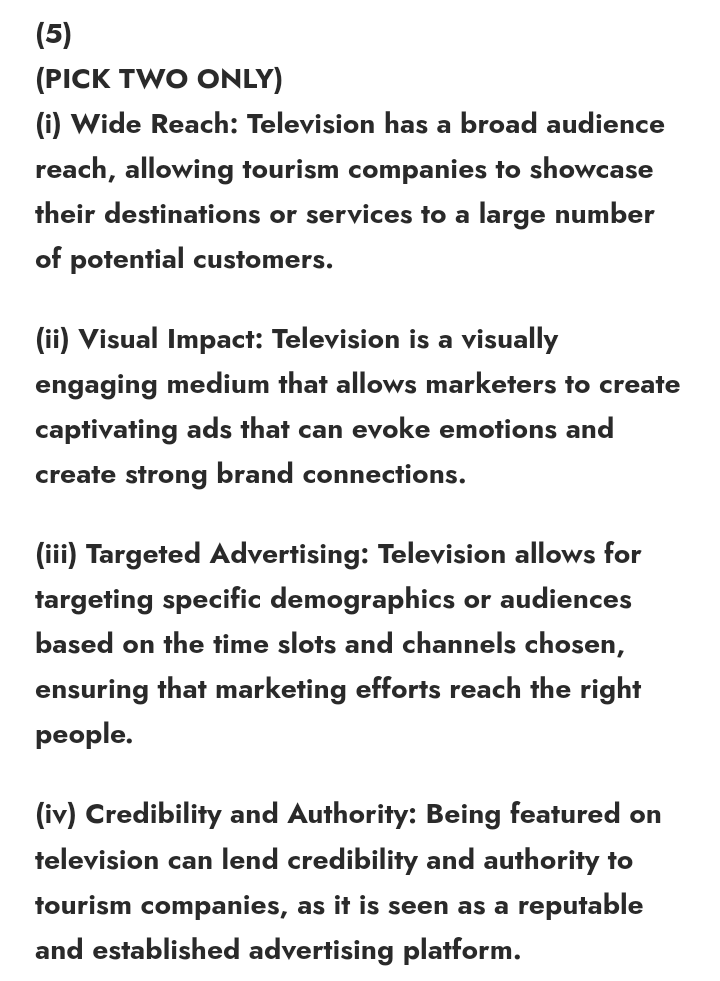 (5)
(PICK TWO ONLY)
(i) Wide Reach: Television has a broad audience
reach, allowing tourism companies to showcase
their destinations or services to a large number
of potential customers.
(ii) Visual Impact: Television is a visually
engaging medium that allows marketers to create
captivating ads that can evoke emotions and
create strong brand connections.
(iii) Targeted Advertising: Television allows for
targeting specific demographics or audiences
based on the time slots and channels chosen,
ensuring that marketing efforts reach the right
people.
(iv) Credibility and Authority: Being featured on
television can lend credibility and authority to
tourism companies, as it is seen as a reputable
and established advertising platform.